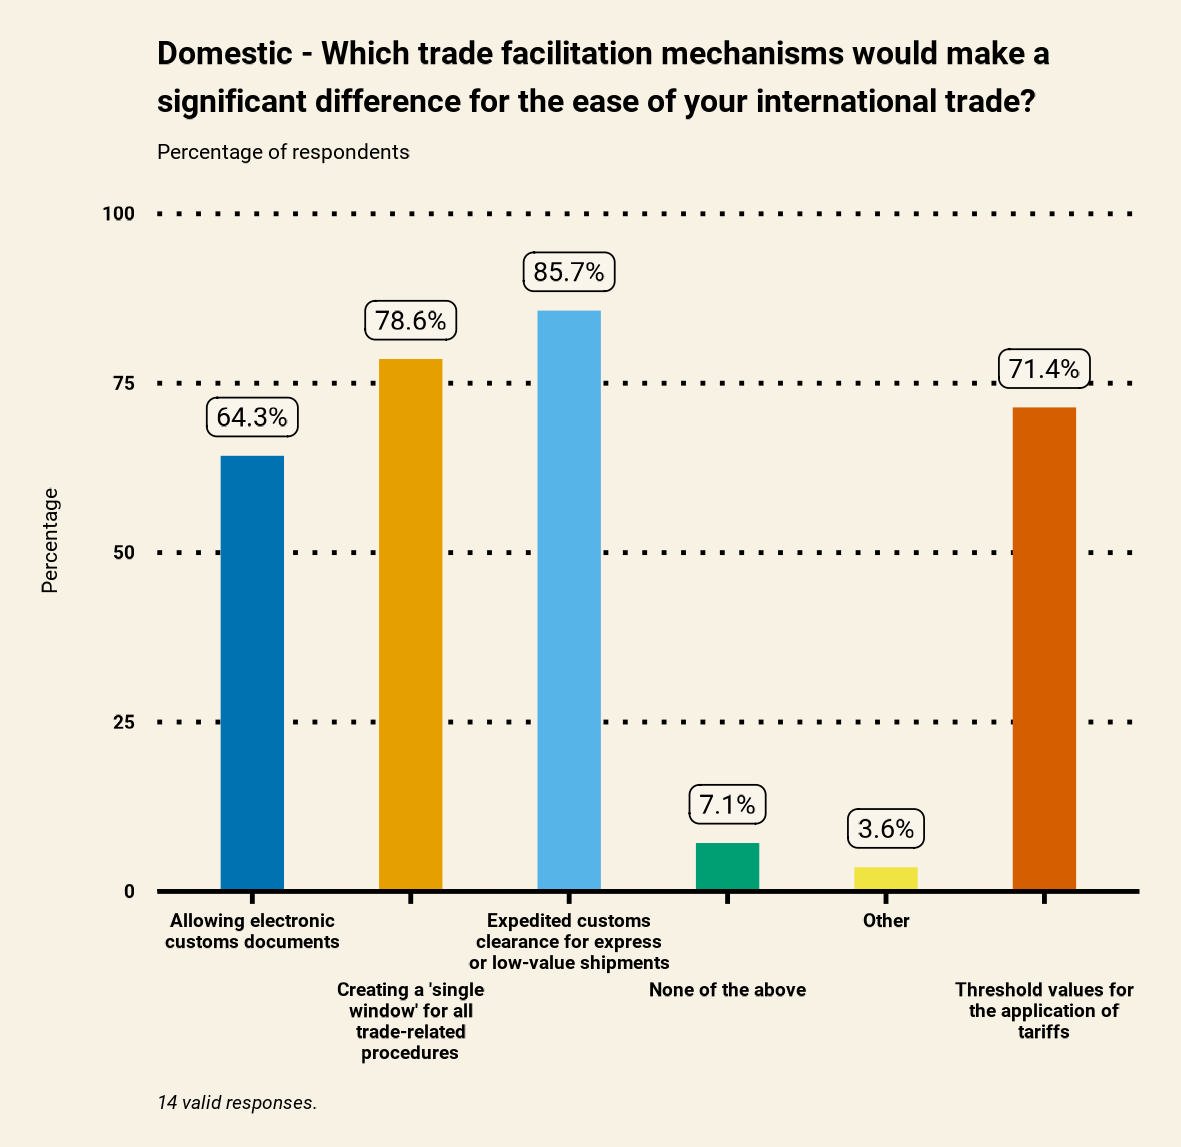 Domestic - Which trade facilitation mechanisms would make a
significant difference for the ease of your international trade?
Percentage of respondents
100
75
50
25
0
Percentage
64.3%
78.6%
85.7%
7.1%
3.6%
71.4%
Allowing electronic
customs documents
Creating a 'single
window' for all
trade-related
procedures
Expedited customs
clearance for express
or low-value shipments
None of the above
Other
Threshold values for
the application of
tariffs
14 valid responses.